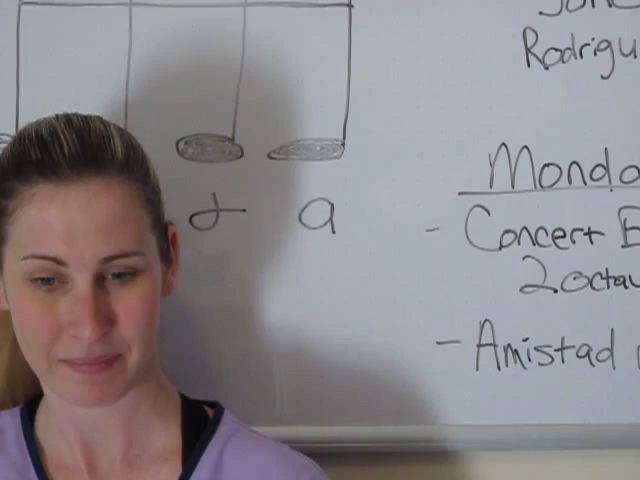 Rodrigu
& a
Monda
- Concert E
2 octav
- Amistad